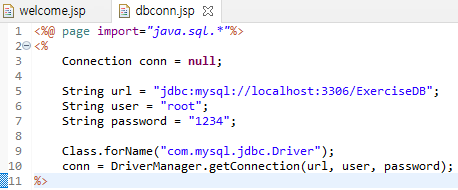 welcome.jsp dbconn.jsp
1 <%@ page import="java.sql.*"%>
2 <%
3 Connection conn = null;
4
5 String url = "jdbc:mysql://localhost:3306/ExerciseDB";
6 String user = "root";
7 String password = "1234";
8
9 Class.forName("com.mysql.jdbc.Driver");
10 conn = DriverManager.getConnection(url, user, password);
11 %>